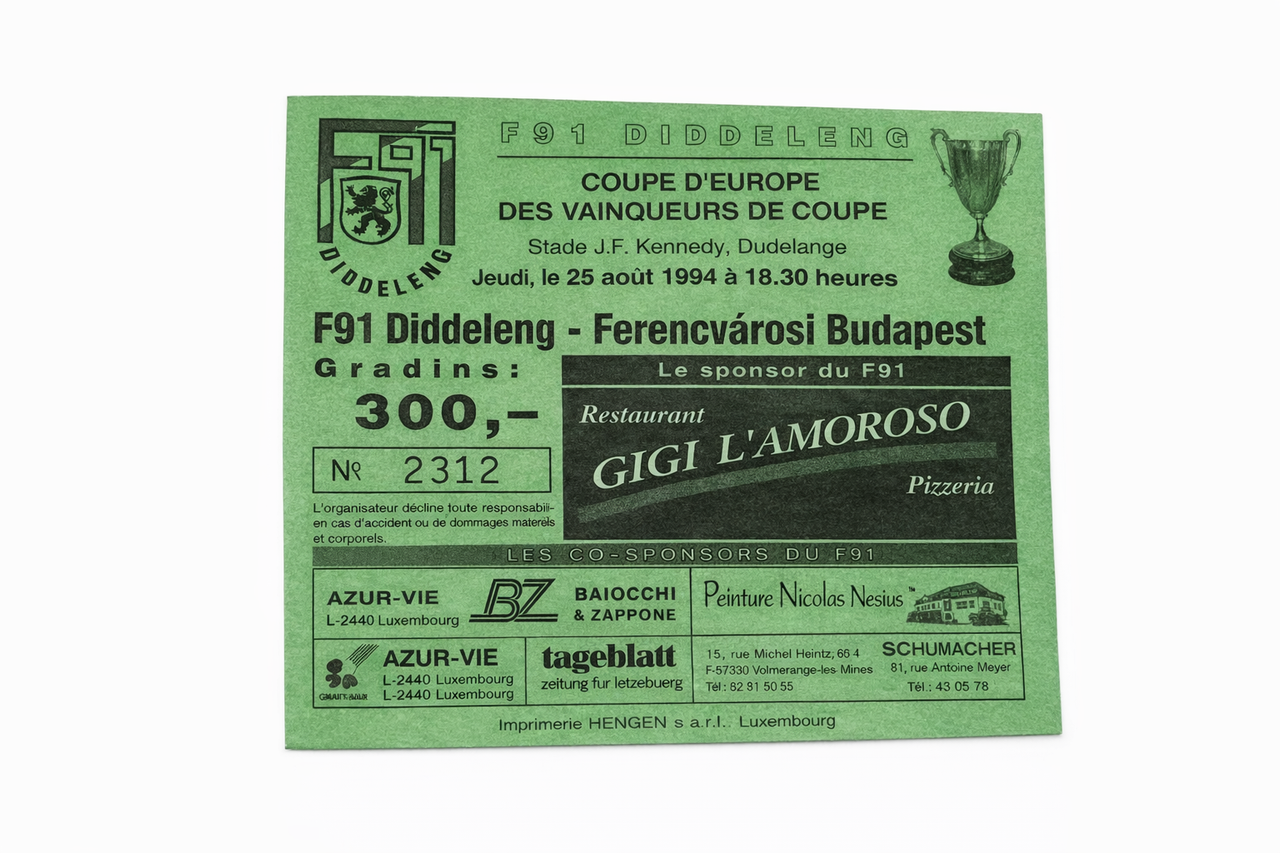 F91 DIDDELENG
COUPE D'EUROPE
DES VAINQUEURS DE COUPE
Stade J.F. Kennedy, Dudelange
Jeudi, le 25 août 1994 à 18.30 heures
F91
DIDDELENG
F91 Diddeleng - Ferencvárosi Budapest
Gradins:
300,–
Nº 2312
L'organisateur décline toute responsabili-
en cas d'accident ou de dommages materels
et corporels.
Le sponsor du F91
Restaurant
GIGI L'AMOROSO
Pizzeria
LES CO-SPONSORS DU F91
AZUR-VIE
L-2440 Luxembourg
BZ
BAIOCCHI
& ZAPPONE
Peinture Nicolas Nesius™
AZUR-VIE
L-2440 Luxembourg
L-2440 Luxembourg
tageblatt
zeitung fur letzebuerg
15, rue Michel Heintz, 66 4
F-57330 Volmerange-les-Mines
Tél.: 82 81 50 55
SCHUMACHER
81, rue Antoine Meyer
Tél.: 43 05 78
Imprimerie HENGEN s a.r.l.. Luxembourg